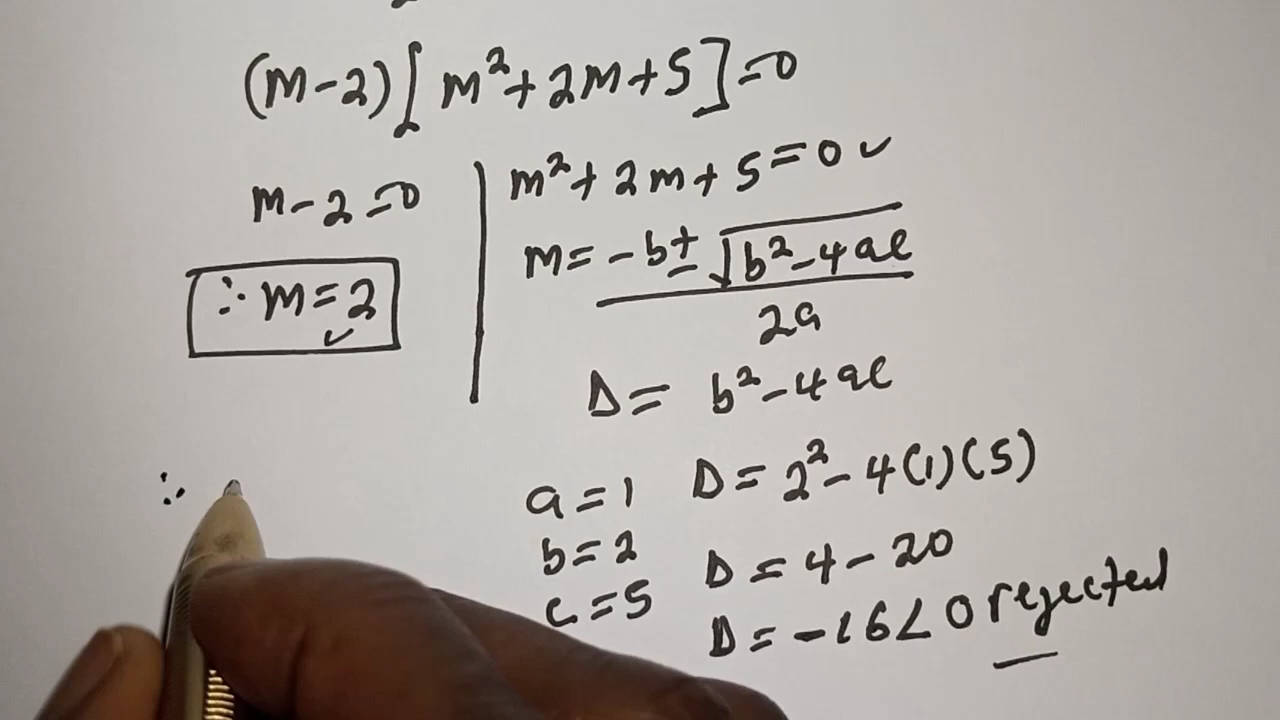 (m-2)[m²+2m+5]=0
m-2=0
∴ m=2 ✓
m²+2m+5=0 ✓
m= -b±√b²-4ac
2a
D= b²-4ac
a=1 D=2²-4(1)(5)
b=2 D=4-20
c=5 D=-16<0 rejected
∴